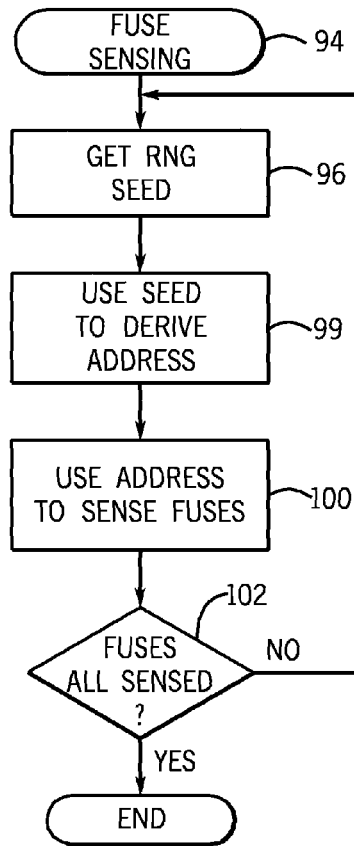 FUSE
SENSING
94
GET RNG
SEED
96
USE SEED
TO DERIVE
ADDRESS
99
USE ADDRESS
TO SENSE FUSES
100
102
FUSES
ALL SENSED
?
NO
YES
END